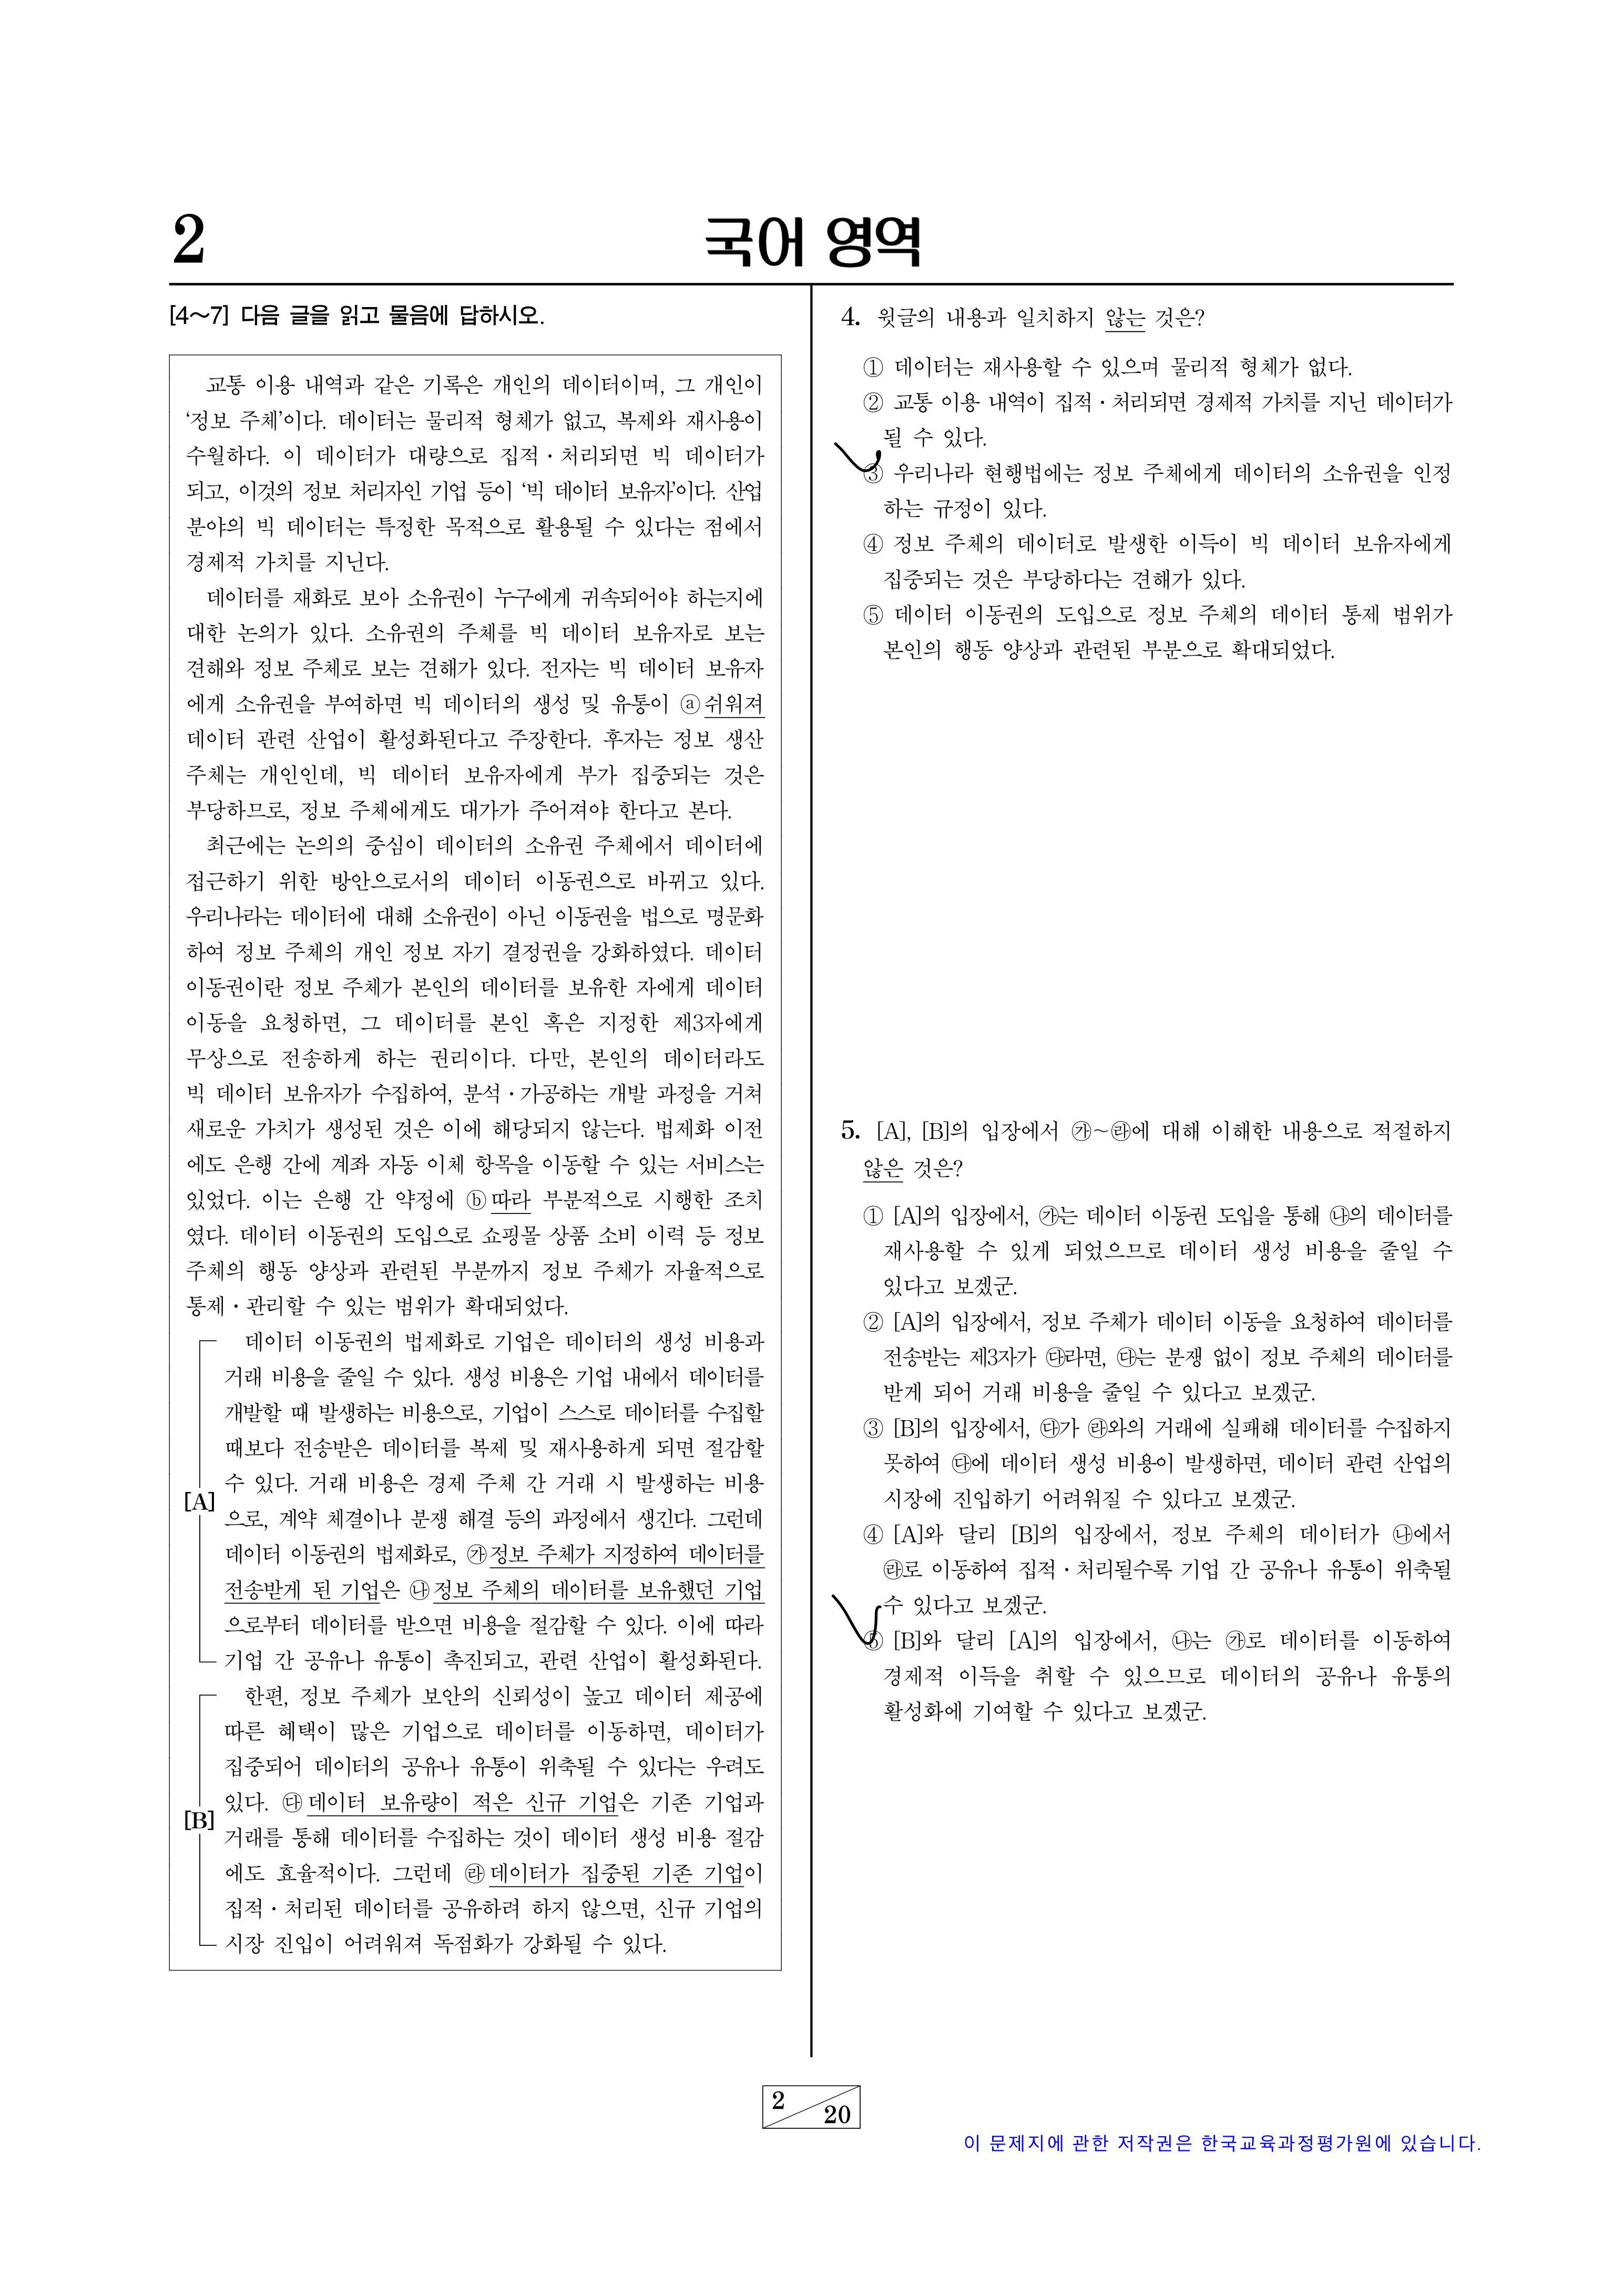 2
국어 영역
[4～7] 다음 글을 읽고 물음에 답하시오.
교통 이용 내역과 같은 기록은 개인의 데이터이며, 그 개인이
‘정보 주체’이다. 데이터는 물리적 형체가 없고, 복제와 재사용이
수월하다. 이 데이터가 대량으로 집적·처리되면 빅 데이터가
되고, 이것의 정보 처리자인 기업 등이 ‘빅 데이터 보유자’이다. 산업
분야의 빅 데이터는 특정한 목적으로 활용될 수 있다는 점에서
경제적 가치를 지닌다.
데이터를 재화로 보아 소유권이 누구에게 귀속되어야 하는지에
대한 논의가 있다. 소유권의 주체를 빅 데이터 보유자로 보는
견해와 정보 주체로 보는 견해가 있다. 전자는 빅 데이터 보유자
에게 소유권을 부여하면 빅 데이터의 생성 및 유통이 ⓐ쉬워져
데이터 관련 산업이 활성화된다고 주장한다. 후자는 정보 생산
주체는 개인인데, 빅 데이터 보유자에게 부가 집중되는 것은
부당하므로, 정보 주체에게도 대가가 주어져야 한다고 본다.
최근에는 논의의 중심이 데이터의 소유권 주체에서 데이터에
접근하기 위한 방안으로서의 데이터 이동권으로 바뀌고 있다.
우리나라는 데이터에 대해 소유권이 아닌 이동권을 법으로 명문화
하여 정보 주체의 개인 정보 자기 결정권을 강화하였다. 데이터
이동권이란 정보 주체가 본인의 데이터를 보유한 자에게 데이터
이동을 요청하면, 그 데이터를 본인 혹은 지정한 제3자에게
무상으로 전송하게 하는 권리이다. 다만, 본인의 데이터라도
빅 데이터 보유자가 수집하여, 분석·가공하는 개발 과정을 거쳐
새로운 가치가 생성된 것은 이에 해당되지 않는다. 법제화 이전
에도 은행 간에 계좌 자동 이체 항목을 이동할 수 있는 서비스는
있었다. 이는 은행 간 약정에 ⓑ따라 부분적으로 시행한 조치
였다. 데이터 이동권의 도입으로 쇼핑몰 상품 소비 이력 등 정보
주체의 행동 양상과 관련된 부분까지 정보 주체가 자율적으로
통제·관리할 수 있는 범위가 확대되었다.
[A]
데이터 이동권의 법제화로 기업은 데이터의 생성 비용과
거래 비용을 줄일 수 있다. 생성 비용은 기업 내에서 데이터를
개발할 때 발생하는 비용으로, 기업이 스스로 데이터를 수집할
때보다 전송받은 데이터를 복제 및 재사용하게 되면 절감할
수 있다. 거래 비용은 경제 주체 간 거래 시 발생하는 비용
으로, 계약 체결이나 분쟁 해결 등의 과정에서 생긴다. 그런데
데이터 이동권의 법제화로, ㉮정보 주체가 지정하여 데이터를
전송받게 된 기업은 ㉯정보 주체의 데이터를 보유했던 기업
으로부터 데이터를 받으면 비용을 절감할 수 있다. 이에 따라
기업 간 공유나 유통이 촉진되고, 관련 산업이 활성화된다.
[B]
한편, 정보 주체가 보안의 신뢰성이 높고 데이터 제공에
따른 혜택이 많은 기업으로 데이터를 이동하면, 데이터가
집중되어 데이터의 공유나 유통이 위축될 수 있다는 우려도
있다. ㉰데이터 보유량이 적은 신규 기업은 기존 기업과
거래를 통해 데이터를 수집하는 것이 데이터 생성 비용 절감
에도 효율적이다. 그런데 ㉱데이터가 집중된 기존 기업이
집적·처리된 데이터를 공유하려 하지 않으면, 신규 기업의
시장 진입이 어려워져 독점화가 강화될 수 있다.
4. 윗글의 내용과 일치하지 않는 것은?
① 데이터는 재사용할 수 있으며 물리적 형체가 없다.
② 교통 이용 내역이 집적·처리되면 경제적 가치를 지닌 데이터가
될 수 있다.
③ 우리나라 현행법에는 정보 주체에게 데이터의 소유권을 인정
하는 규정이 있다.
④ 정보 주체의 데이터로 발생한 이득이 빅 데이터 보유자에게
집중되는 것은 부당하다는 견해가 있다.
⑤ 데이터 이동권의 도입으로 정보 주체의 데이터 통제 범위가
본인의 행동 양상과 관련된 부분으로 확대되었다.
5. [A], [B]의 입장에서 ㉮～㉱에 대해 이해한 내용으로 적절하지
않은 것은?
① [A]의 입장에서, ㉮는 데이터 이동권 도입을 통해 ㉯의 데이터를
재사용할 수 있게 되었으므로 데이터 생성 비용을 줄일 수
있다고 보겠군.
② [A]의 입장에서, 정보 주체가 데이터 이동을 요청하여 데이터를
전송받는 제3자가 ㉰라면, ㉰는 분쟁 없이 정보 주체의 데이터를
받게 되어 거래 비용을 줄일 수 있다고 보겠군.
③ [B]의 입장에서, ㉰가 ㉱와의 거래에 실패해 데이터를 수집하지
못하여 ㉰에 데이터 생성 비용이 발생하면, 데이터 관련 산업의
시장에 진입하기 어려워질 수 있다고 보겠군.
④ [A]와 달리 [B]의 입장에서, 정보 주체의 데이터가 ㉯에서
㉱로 이동하여 집적·처리될수록 기업 간 공유나 유통이 위축될
수 있다고 보겠군.
⑤ [B]와 달리 [A]의 입장에서, ㉯는 ㉮로 데이터를 이동하여
경제적 이득을 취할 수 있으므로 데이터의 공유나 유통의
활성화에 기여할 수 있다고 보겠군.
2
20
이 문제지에 관한 저작권은 한국교육과정평가원에 있습니다.